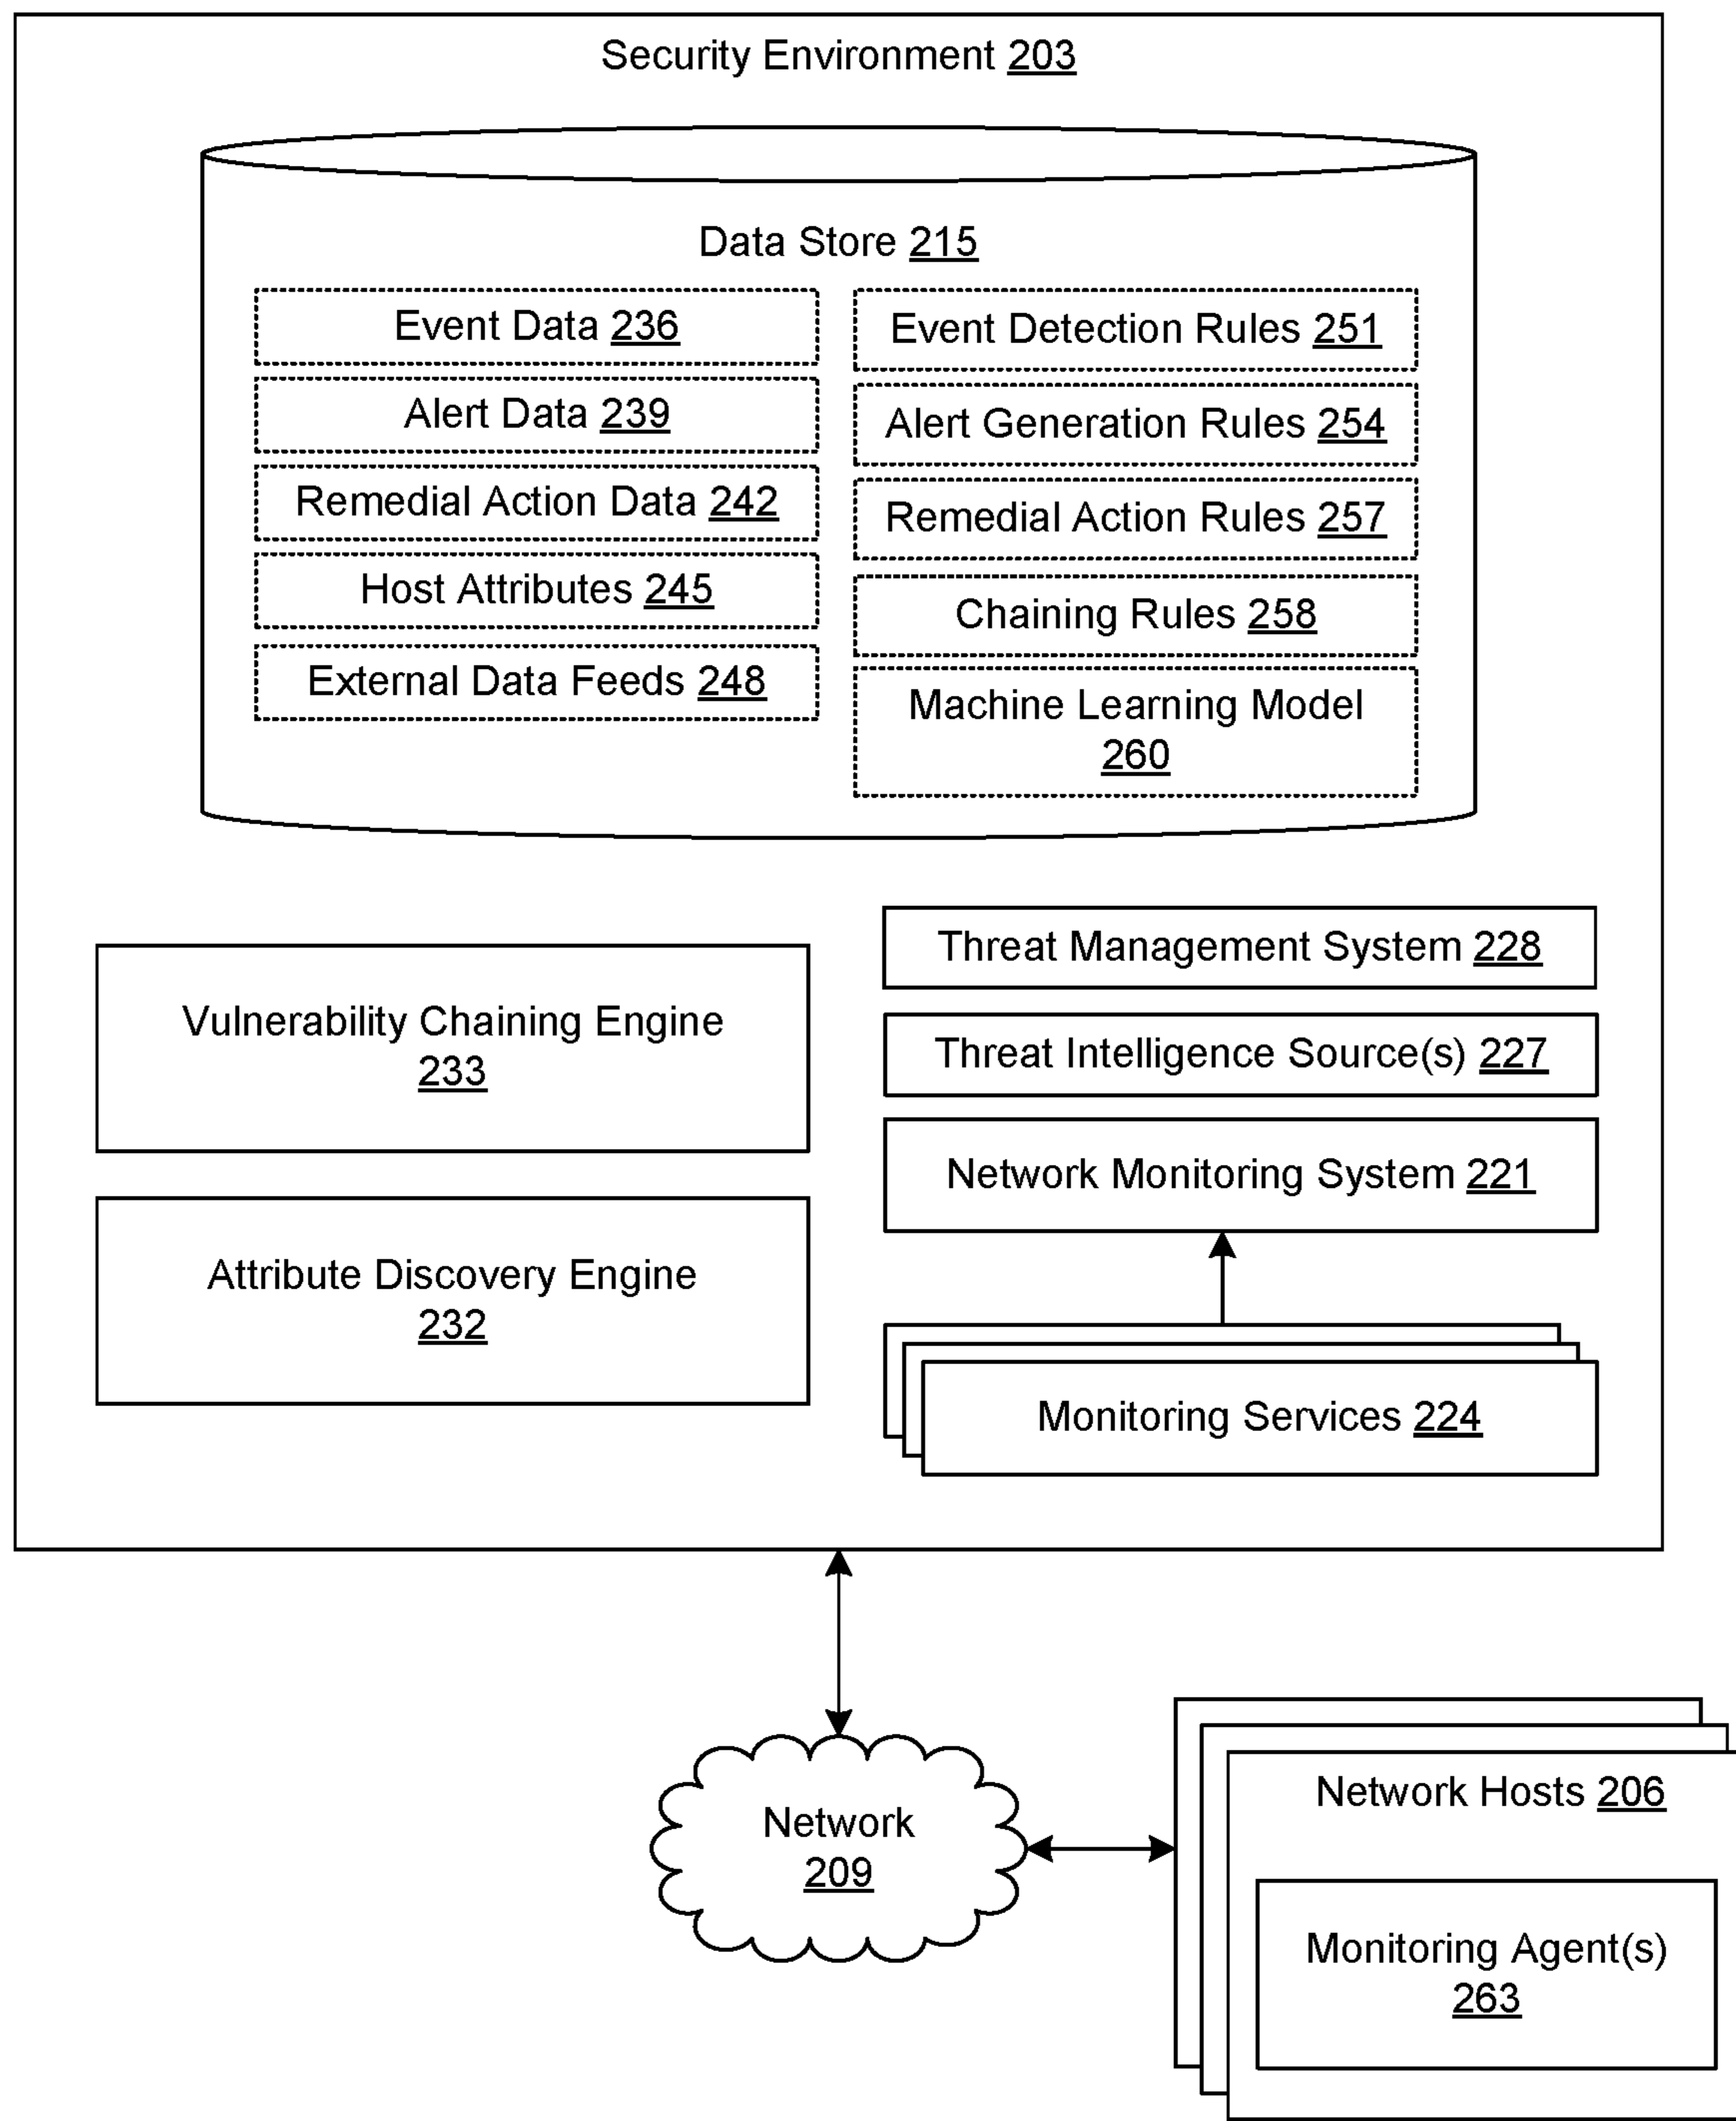 Security Environment 203
Data Store 215
Event Data 236
Alert Data 239
Remedial Action Data 242
Host Attributes 245
External Data Feeds 248
Event Detection Rules 251
Alert Generation Rules 254
Remedial Action Rules 257
Chaining Rules 258
Machine Learning Model
260
Vulnerability Chaining Engine
233
Attribute Discovery Engine
232
Threat Management System 228
Threat Intelligence Source(s) 227
Network Monitoring System 221
Monitoring Services 224
Network
209
Network Hosts 206
Monitoring Agent(s)
263